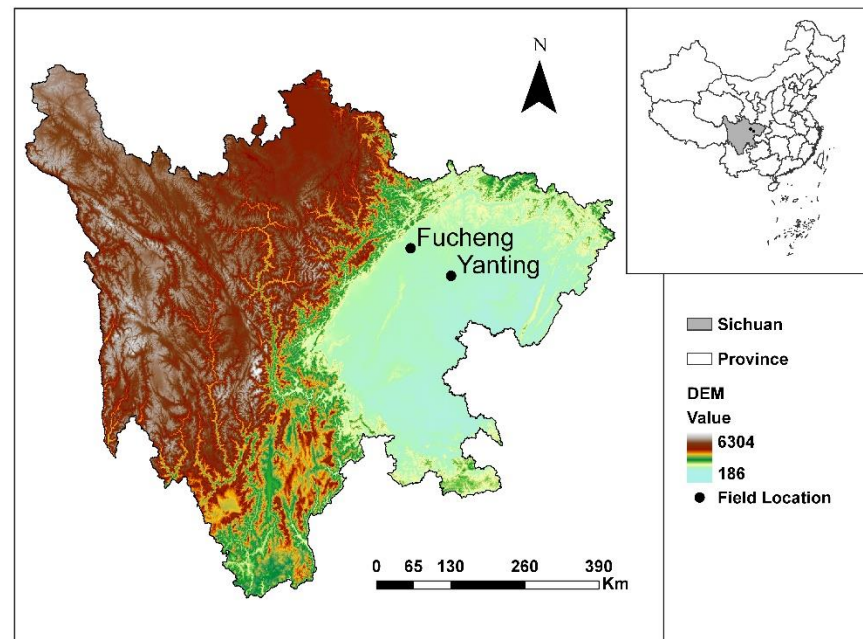 N
Fucheng
Yanting
Sichuan
Province
DEM
Value
6304
186
Field Location
0 65 130 260 390
Km